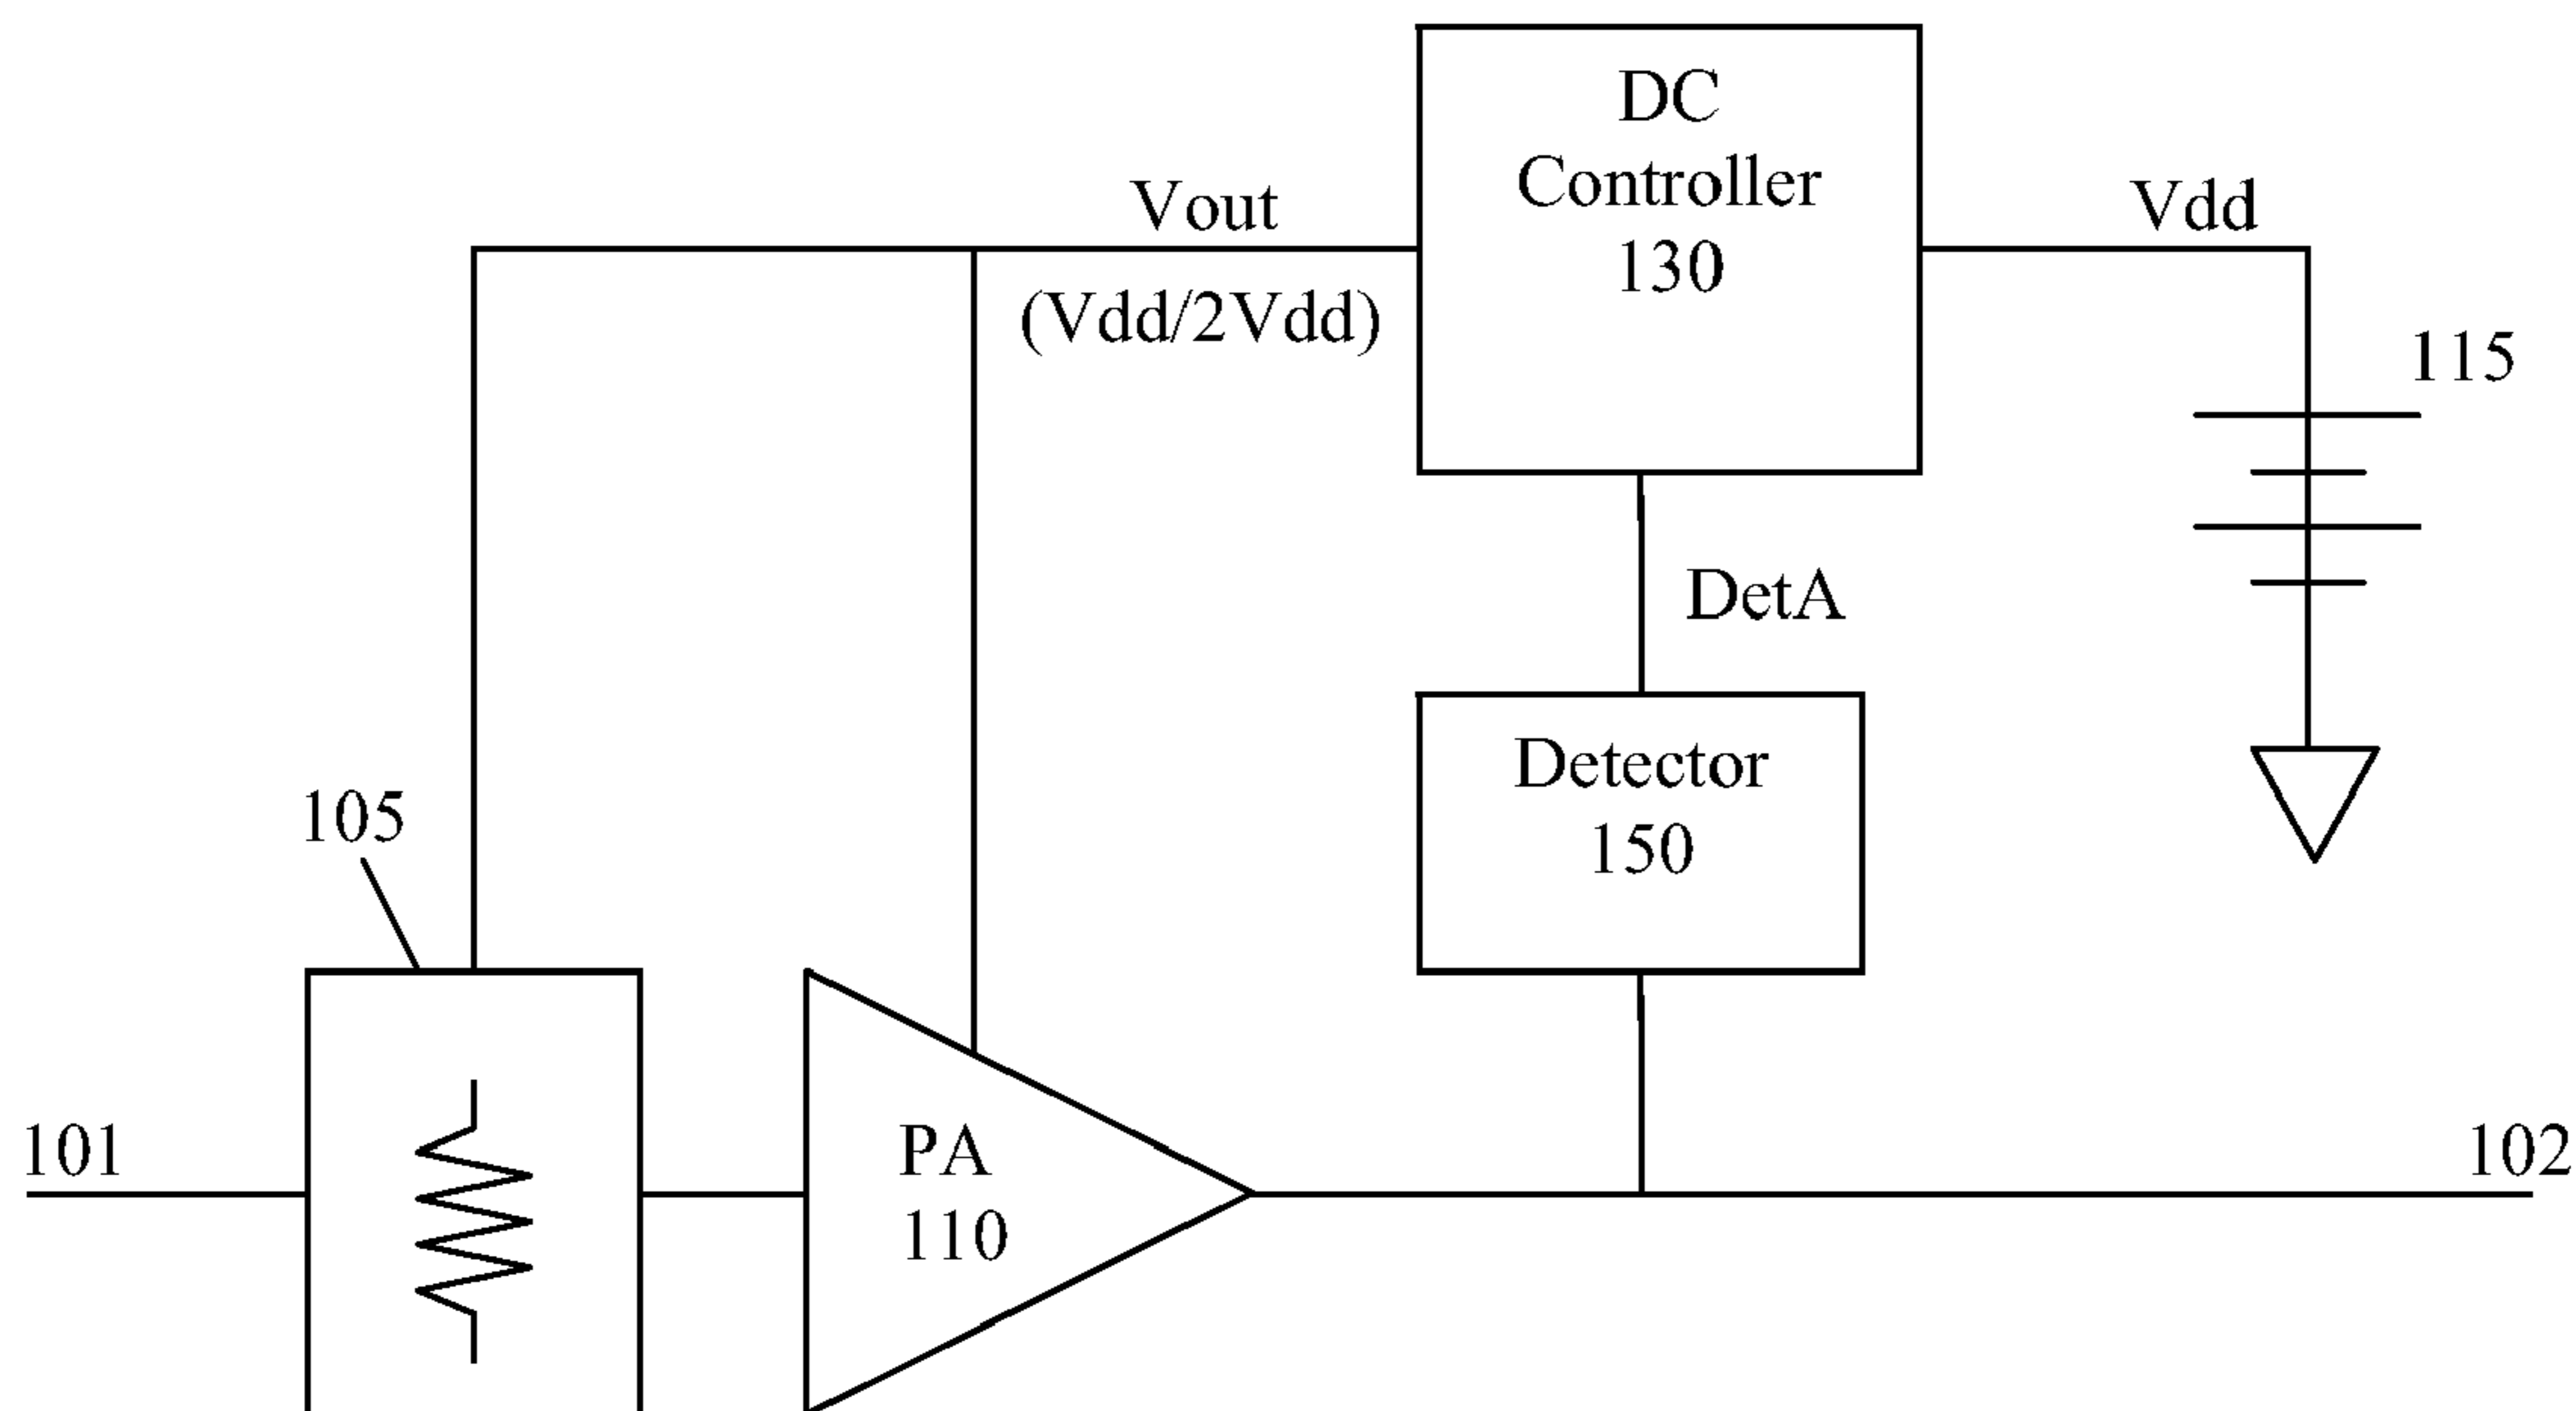 DC
Controller
130
Vout
(Vdd/2Vdd)
Vdd
115
DetA
Detector
150
105
101
PA
110
102